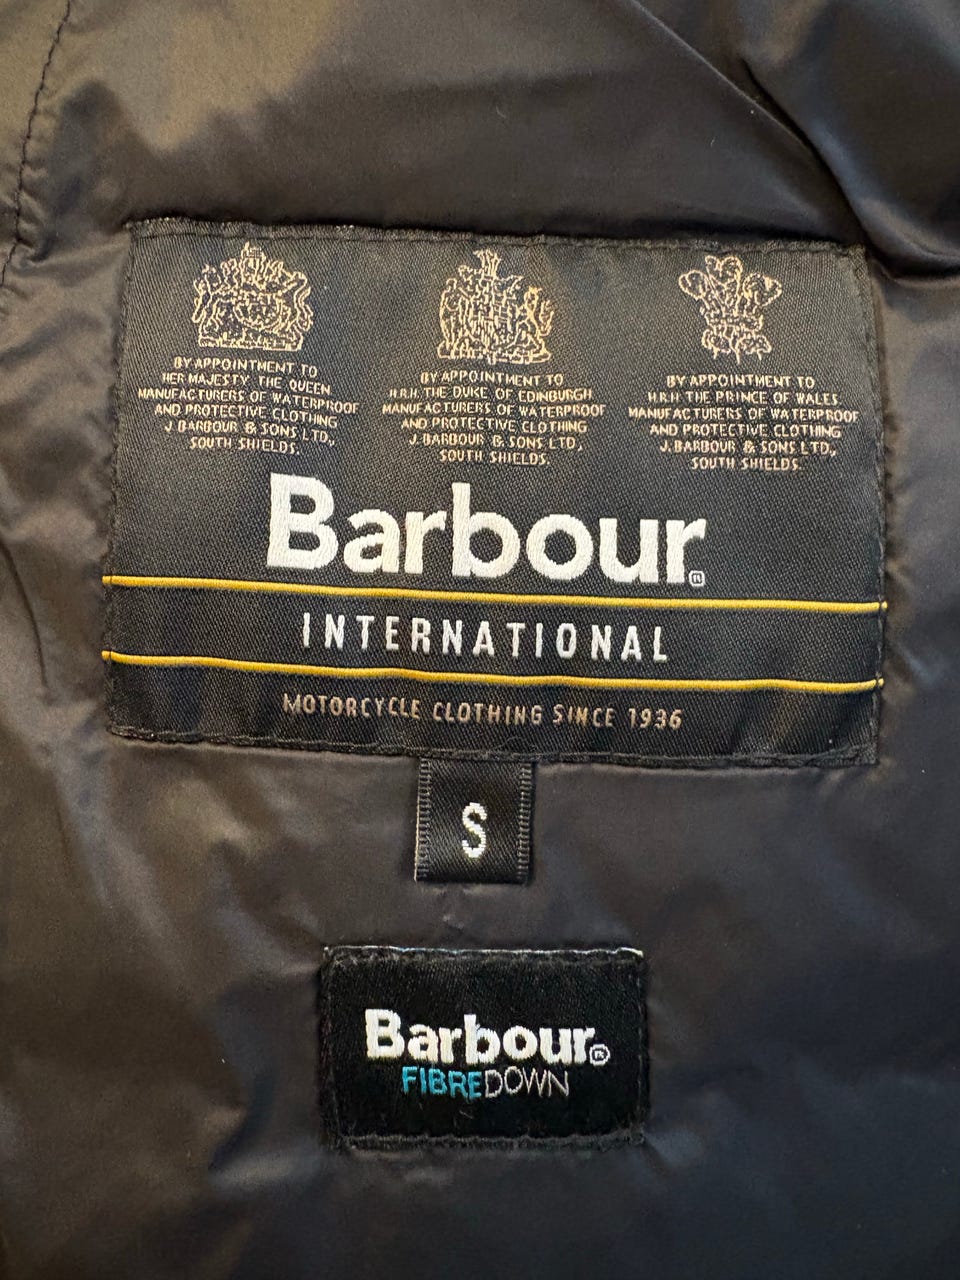 BY APPOINTMENT TO
HER MAJESTY THE QUEEN
MANUFACTURERS OF WATERPROOF
AND PROTECTIVE CLOTHING
J. BARBOUR & SONS LTD.,
SOUTH SHIELDS.
BY APPOINTMENT TO
H.R.H. THE DUKE OF EDINBURGH
MANUFACTURERS OF WATERPROOF
AND PROTECTIVE CLOTHING
J. BARBOUR & SONS LTD,
SOUTH SHIELDS.
BY APPOINTMENT TO
H.R.H. THE PRINCE OF WALES
MANUFACTURERS OF WATERPROOF
AND PROTECTIVE CLOTHING
J. BARBOUR & SONS LTD.,
SOUTH SHIELDS.
Barbour®
INTERNATIONAL
MOTORCYCLE CLOTHING SINCE 1936
S
Barbour®
FIBREDOWN